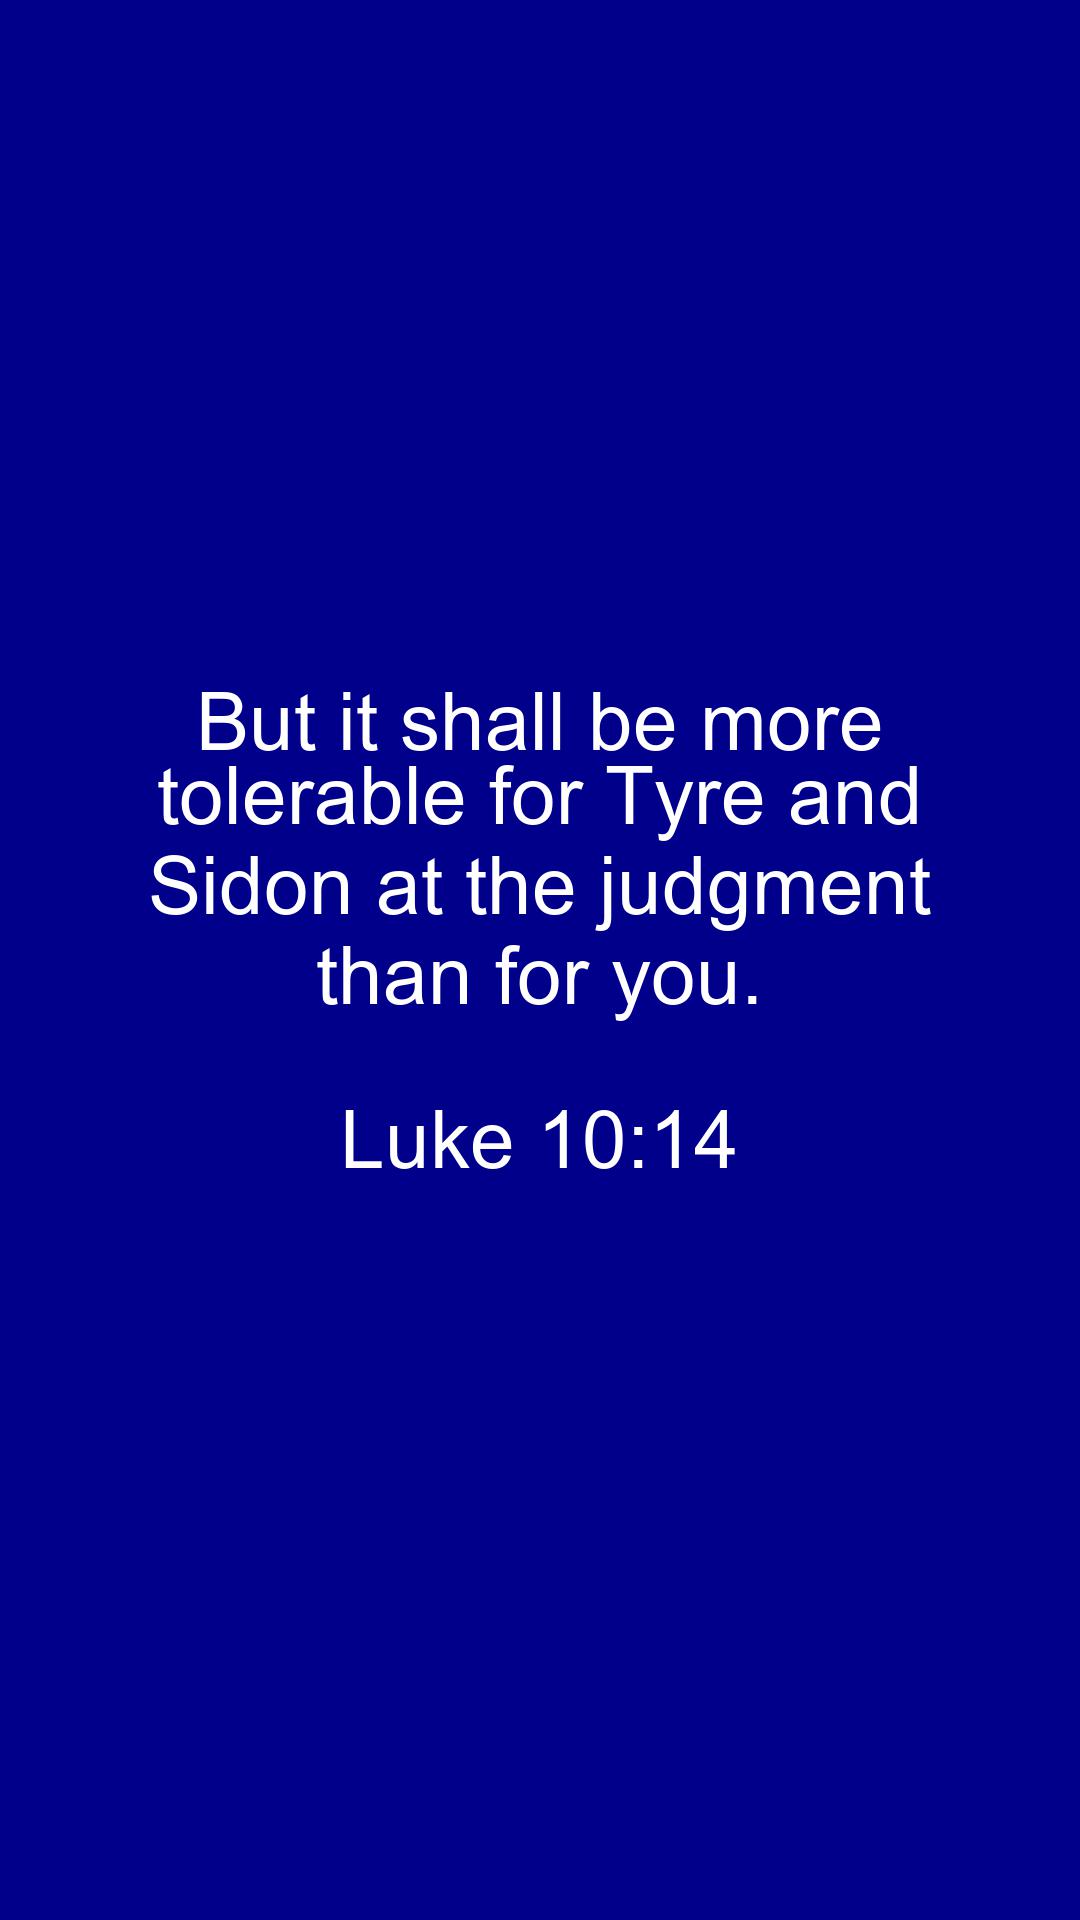 But it shall be more
tolerable for Tyre and
Sidon at the judgment
than for you.
Luke 10:14